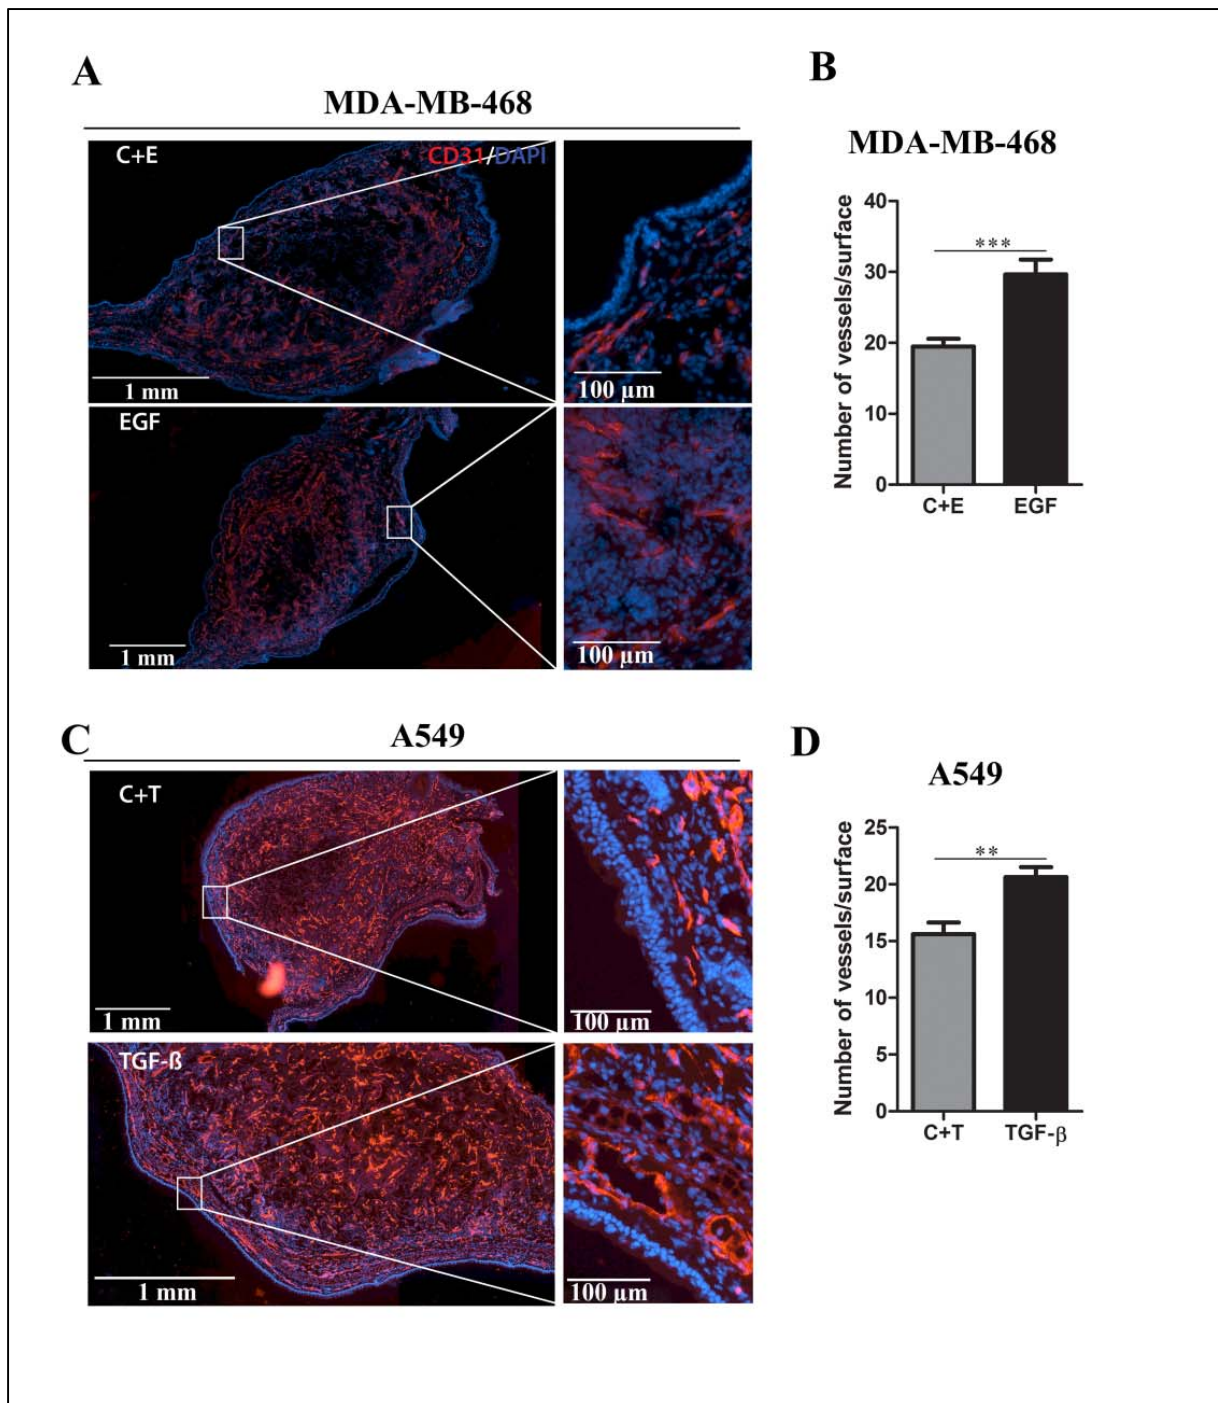 A
MDA-MB-468
C+E
CD31/DAPI
1 mm
100 µm
EGF
1 mm
100 µm
B
MDA-MB-468
Number of vessels/surface
40
30
20
10
0
***
C+E EGF
C
A549
C+T
1 mm
100 µm
TGF-ß
1 mm
100 µm
D
A549
Number of vessels/surface
25
20
15
10
5
0
**
C+T TGF-β